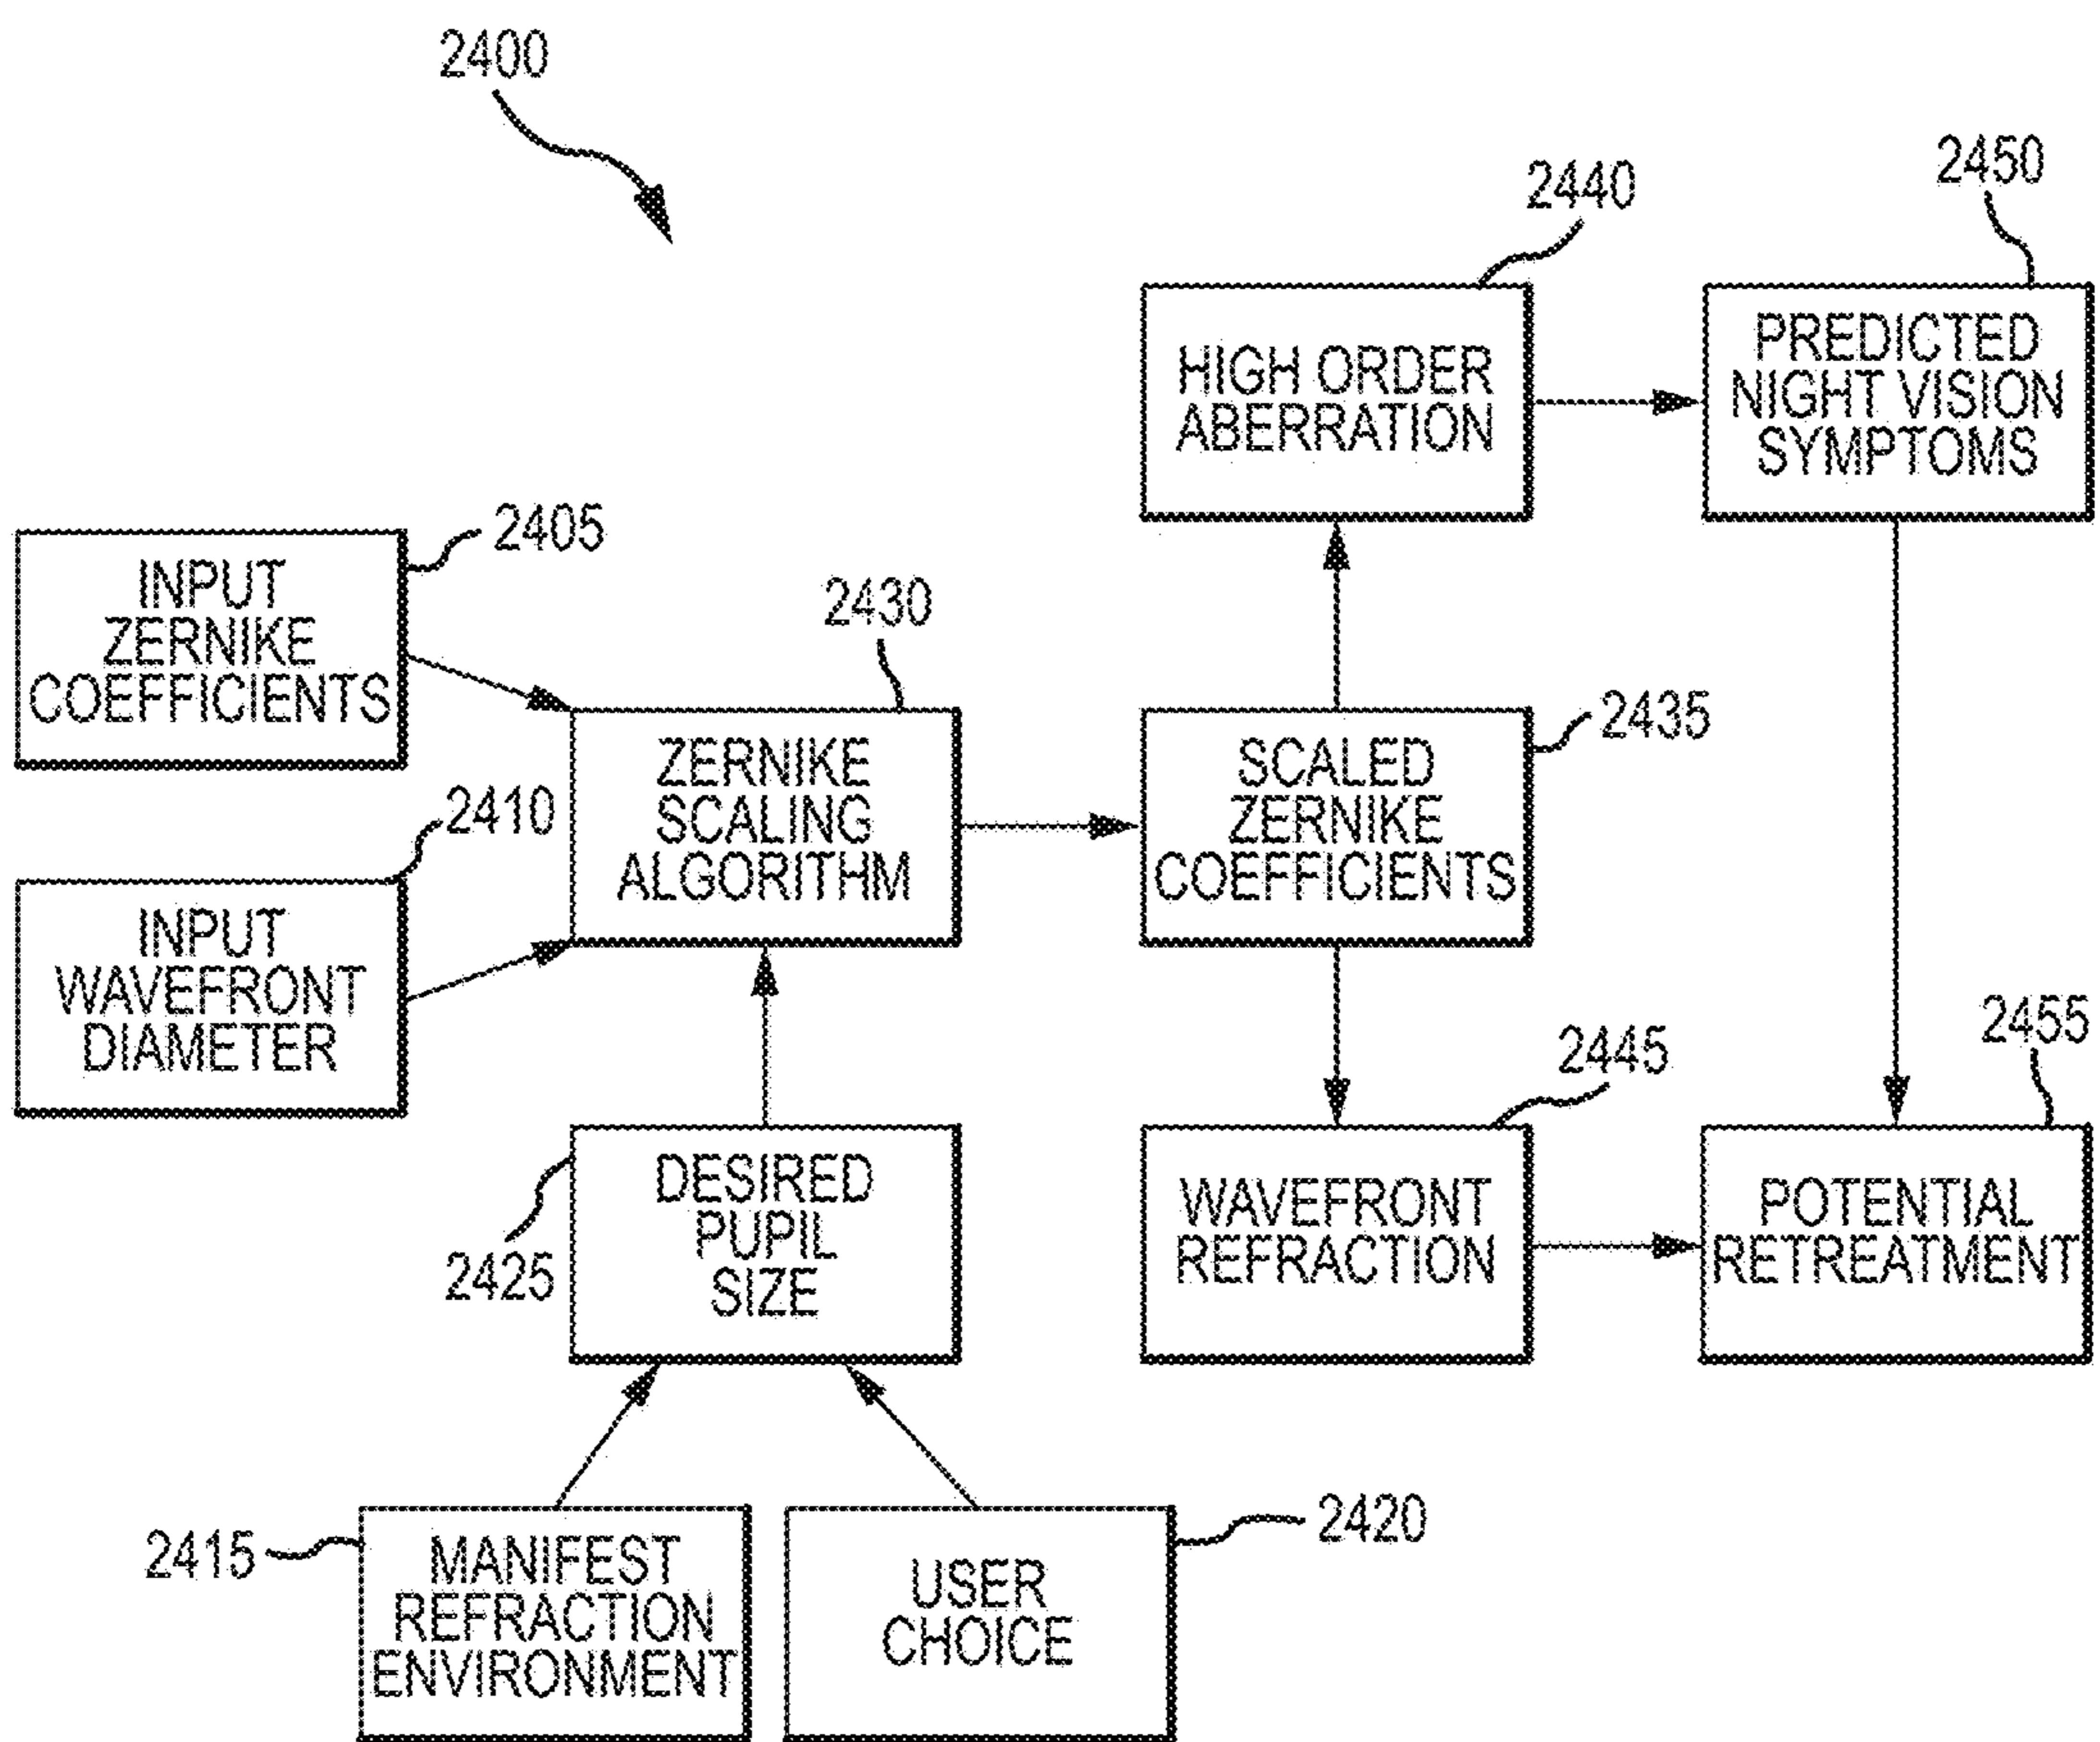 2400
2450
2440
PREDICTED
NIGHT VISION
SYMPTOMS
HIGH ORDER
ABERRATION
2405
INPUT
ZERNIKE
COEFFICIENTS
2430
2435
ZERNIKE
SCALING
ALGORITHM
SCALED
ZERNIKE
COEFFICIENTS
2410
INPUT
WAVEFRONT
DIAMETER
2455
2445
2425
DESIRED
PUPIL
SIZE
WAVEFRONT
REFRACTION
POTENTIAL
RETREATMENT
2415
MANIFEST
REFRACTION
ENVIRONMENT
USER
CHOICE
2420